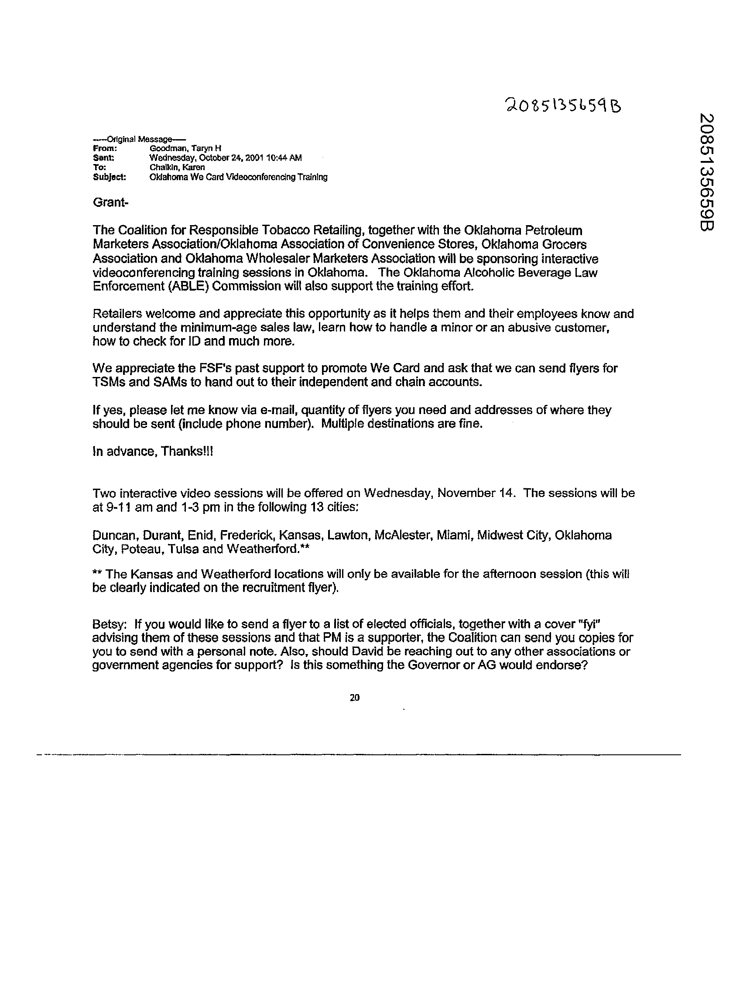 2085135659B
2085135659B
-----Original Message-----
From: Goodman, Taryn H
Sent: Wednesday, October 24, 2001 10:44 AM
To: Chaikin, Karen
Subject: Oklahoma We Card Videoconferencing Training
Grant-
The Coalition for Responsible Tobacco Retailing, together with the Oklahoma Petroleum
Marketers Association/Oklahoma Association of Convenience Stores, Oklahoma Grocers
Association and Oklahoma Wholesaler Marketers Association will be sponsoring interactive
videoconferencing training sessions in Oklahoma. The Oklahoma Alcoholic Beverage Law
Enforcement (ABLE) Commission will also support the training effort.
Retailers welcome and appreciate this opportunity as it helps them and their employees know and
understand the minimum-age sales law, learn how to handle a minor or an abusive customer,
how to check for ID and much more.
We appreciate the FSF's past support to promote We Card and ask that we can send flyers for
TSMs and SAMs to hand out to their independent and chain accounts.
If yes, please let me know via e-mail, quantity of flyers you need and addresses of where they
should be sent (include phone number). Multiple destinations are fine.
In advance, Thanks!!!
Two interactive video sessions will be offered on Wednesday, November 14. The sessions will be
at 9-11 am and 1-3 pm in the following 13 cities:
Duncan, Durant, Enid, Frederick, Kansas, Lawton, McAlester, Miami, Midwest City, Oklahoma
City, Poteau, Tulsa and Weatherford.**
** The Kansas and Weatherford locations will only be available for the afternoon session (this will
be clearly indicated on the recruitment flyer).
Betsy: If you would like to send a flyer to a list of elected officials, together with a cover "fyi"
advising them of these sessions and that PM is a supporter, the Coalition can send you copies for
you to send with a personal note. Also, should David be reaching out to any other associations or
government agencies for support? Is this something the Governor or AG would endorse?
20